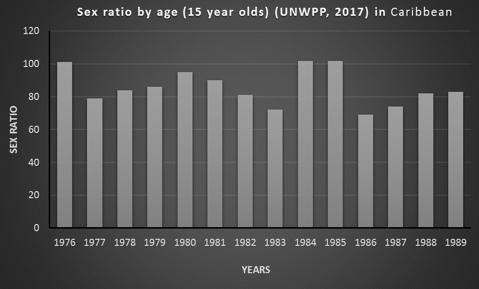 Sex ratio by age (15 year olds) (UNWPP, 2017) in Caribbean
120
100
80
60
40
20
0
SEX RATIO
1976 1977 1978 1979 1980 1981 1982 1983 1984 1985 1986 1987 1988 1989
YEARS